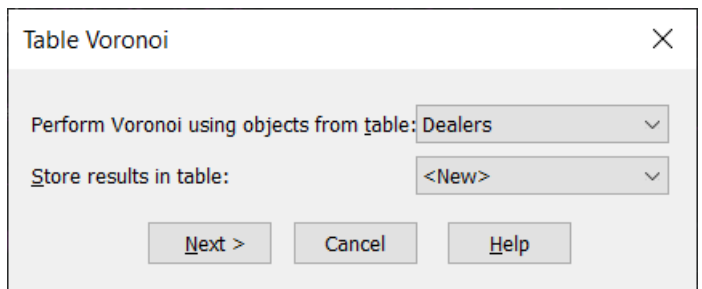 Table Voronoi
Perform Voronoi using objects from table: Dealers
Store results in table: <New>
Next > Cancel Help